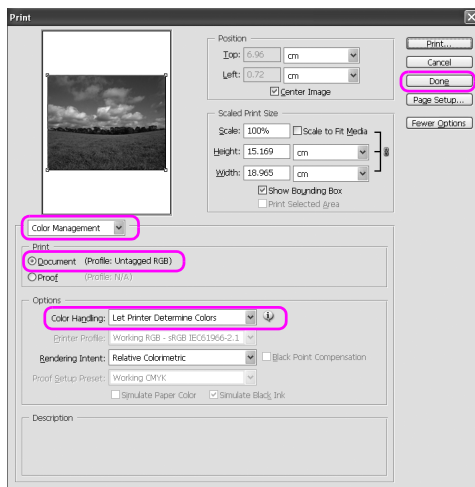 Print
Position
Top: 6.96 cm
Left: 0.72 cm
Center Image
Scaled Print Size
Scale: 100% Scale to Fit Media
Height: 15.169 cm
Width: 18.965 cm
Show Bounding Box
Print Selected Area
Print...
Cancel
Done
Page Setup...
Fewer Options
Color Management
Print
Document (Profile: Untagged RGB)
Proof (Profile: N/A)
Options
Color Handling: Let Printer Determine Colors
Printer Profile: Working RGB - sRGB IEC61966-2.1
Rendering Intent: Relative Colorimetric Black Point Compensation
Proof Setup Preset: Working CMYK
Simulate Paper Color Simulate Black Ink
Description